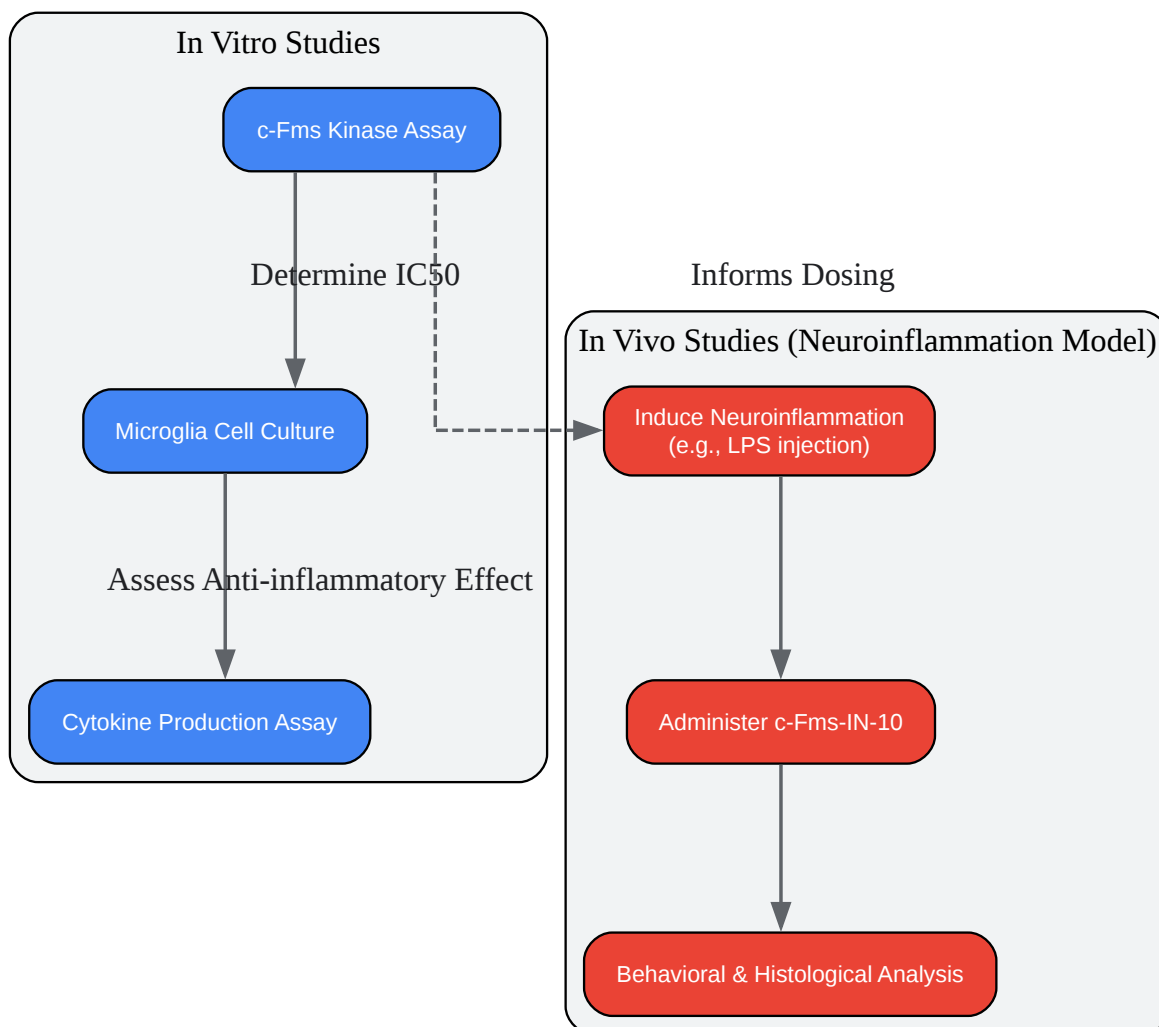 In Vitro Studies
c-Fms Kinase Assay
Determine IC50
Informs Dosing
In Vivo Studies (Neuroinflammation Model)
Microglia Cell Culture
Induce Neuroinflammation
(e.g., LPS injection)
Assess Anti-inflammatory Effect
Cytokine Production Assay
Administer c-Fms-IN-10
Behavioral & Histological Analysis